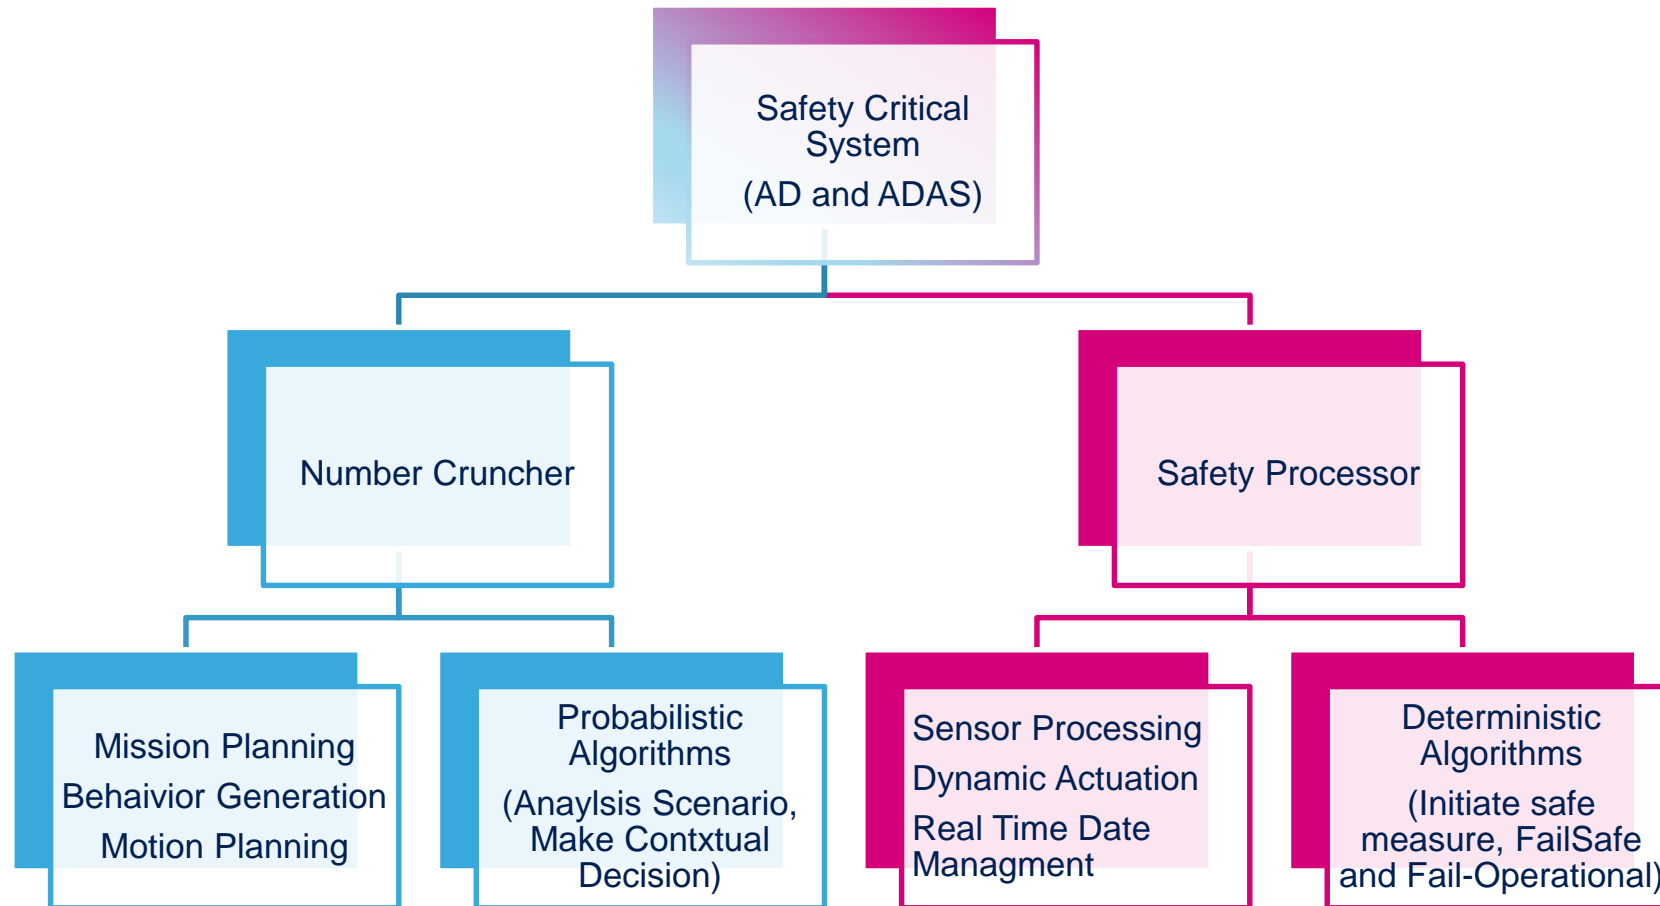 Safety Critical
System
(AD and ADAS)
Number Cruncher
Safety Processor
Mission Planning
Behaivior Generation
Motion Planning
Probabilistic
Algorithms
(Anaylsis Scenario,
Make Contxtual
Decision)
Sensor Processing
Dynamic Actuation
Real Time Date
Managment
Deterministic
Algorithms
(Initiate safe
measure, FailSafe
and Fail-Operational)